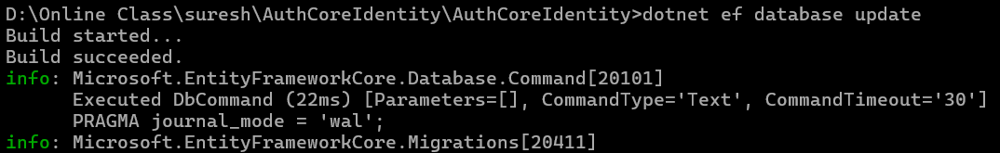 D:\Online Class\suresh\AuthCoreIdentity\AuthCoreIdentity>dotnet ef database update
Build started...
Build succeeded.
info: Microsoft.EntityFrameworkCore.Database.Command[20101]
Executed DbCommand (22ms) [Parameters=[], CommandType='Text', CommandTimeout='30']
PRAGMA journal_mode = 'wal';
info: Microsoft.EntityFrameworkCore.Migrations[20411]